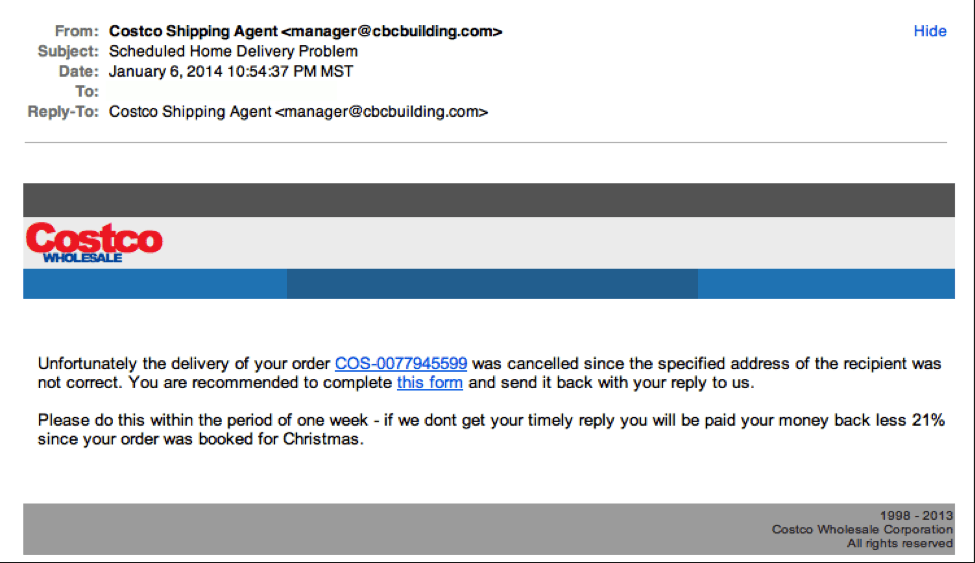 From: Costco Shipping Agent <manager@cbcbuilding.com> Hide
Subject: Scheduled Home Delivery Problem
Date: January 6, 2014 10:54:37 PM MST
To:
Reply-To: Costco Shipping Agent <manager@cbcbuilding.com>
Costco
WHOLESALE
Unfortunately the delivery of your order COS-0077945599 was cancelled since the specified address of the recipient was
not correct. You are recommended to complete this form and send it back with your reply to us.
Please do this within the period of one week - if we dont get your timely reply you will be paid your money back less 21%
since your order was booked for Christmas.
1998 - 2013
Costco Wholesale Corporation
All rights reserved